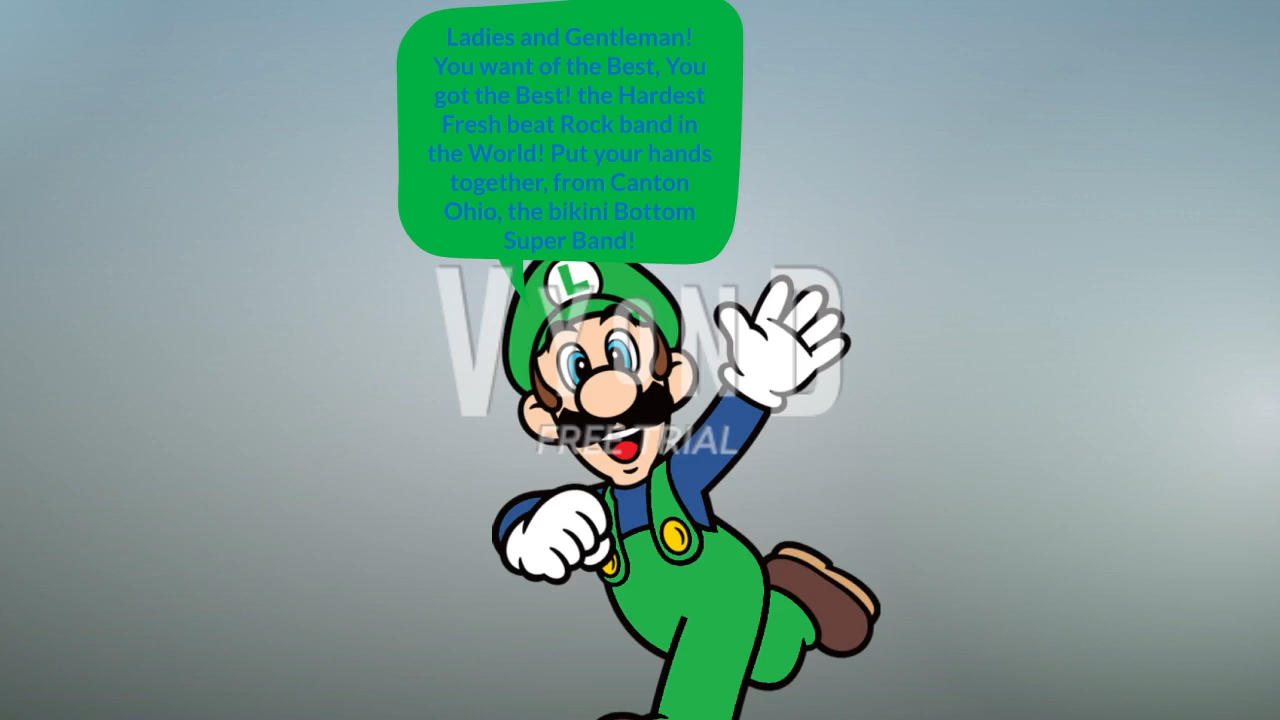 Ladies and Gentleman!
You want of the Best, You
got the Best! the Hardest
Fresh beat Rock band in
the World! Put your hands
together, from Canton
Ohio, the bikini Bottom
Super Band!
L
VYOND
FREE TRIAL